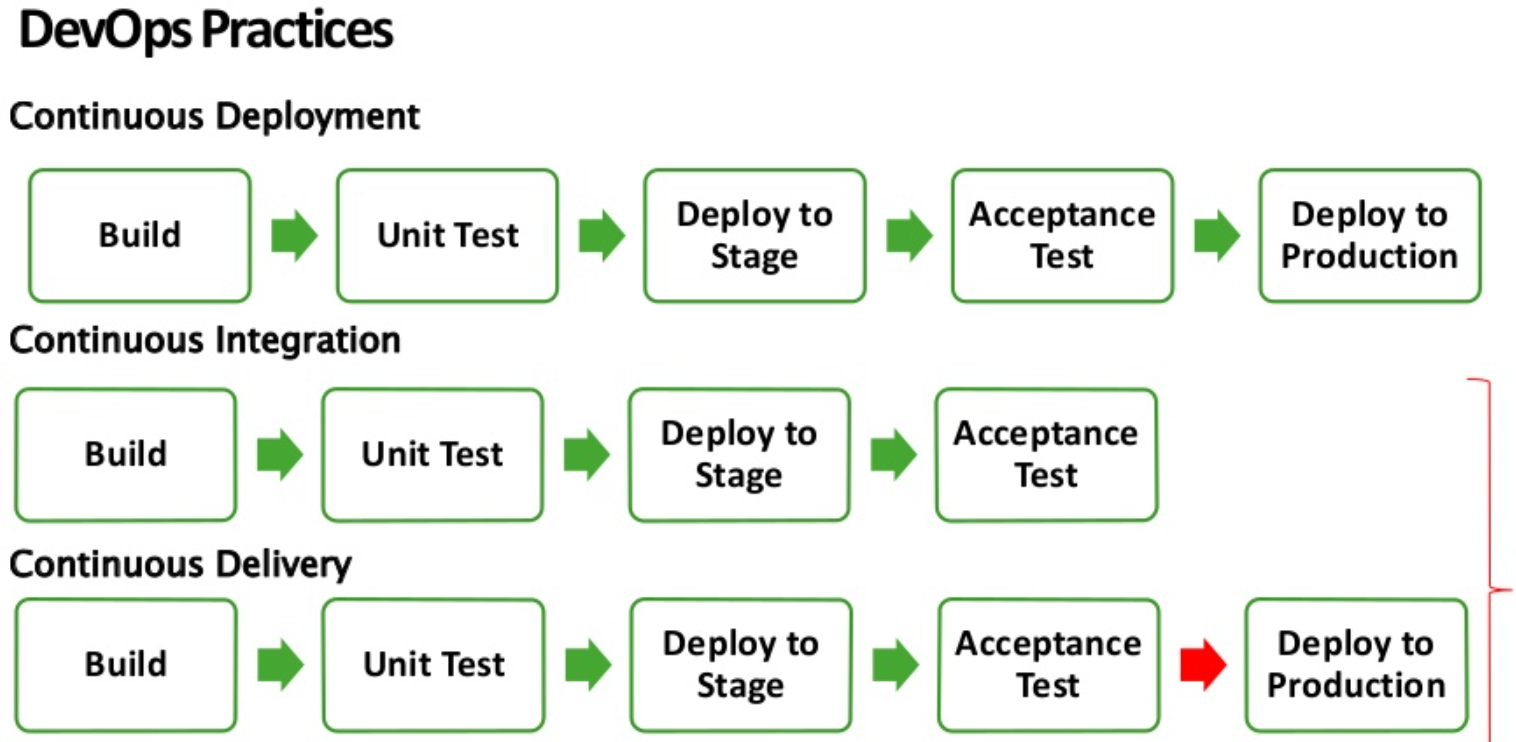 DevOps Practices
Continuous Deployment
Build
Unit Test
Deploy to
Stage
Acceptance
Test
Deploy to
Production
Continuous Integration
Build
Unit Test
Deploy to
Stage
Acceptance
Test
Continuous Delivery
Build
Unit Test
Deploy to
Stage
Acceptance
Test
Deploy to
Production